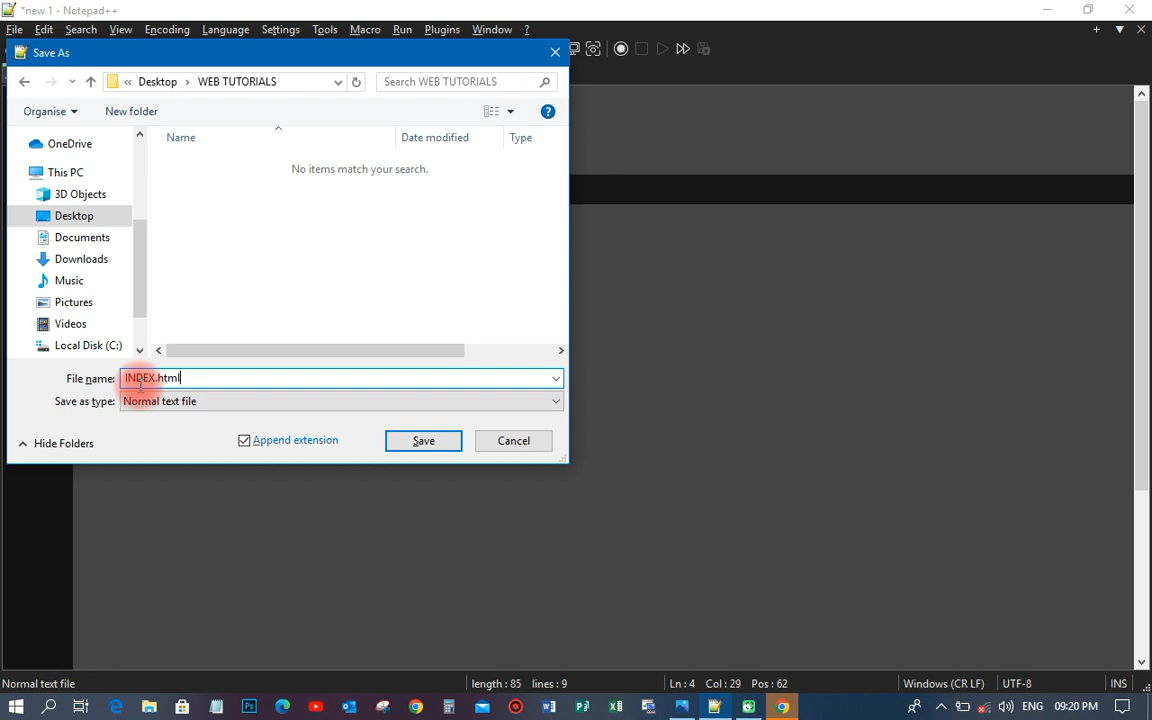 *new 1 - Notepad++
File Edit Search View Encoding Language Settings Tools Macro Run Plugins Window ?
Save As
« Desktop › WEB TUTORIALS
Search WEB TUTORIALS
Organise New folder
Name Date modified Type
No items match your search.
OneDrive
This PC
3D Objects
Desktop
Documents
Downloads
Music
Pictures
Videos
Local Disk (C:)
File name: INDEX.html
Save as type: Normal text file
Hide Folders
Append extension
Save
Cancel
Normal text file length : 85 lines : 9 Ln : 4 Col : 29 Pos : 62 Windows (CR LF) UTF-8 INS
ENG 09:20 PM